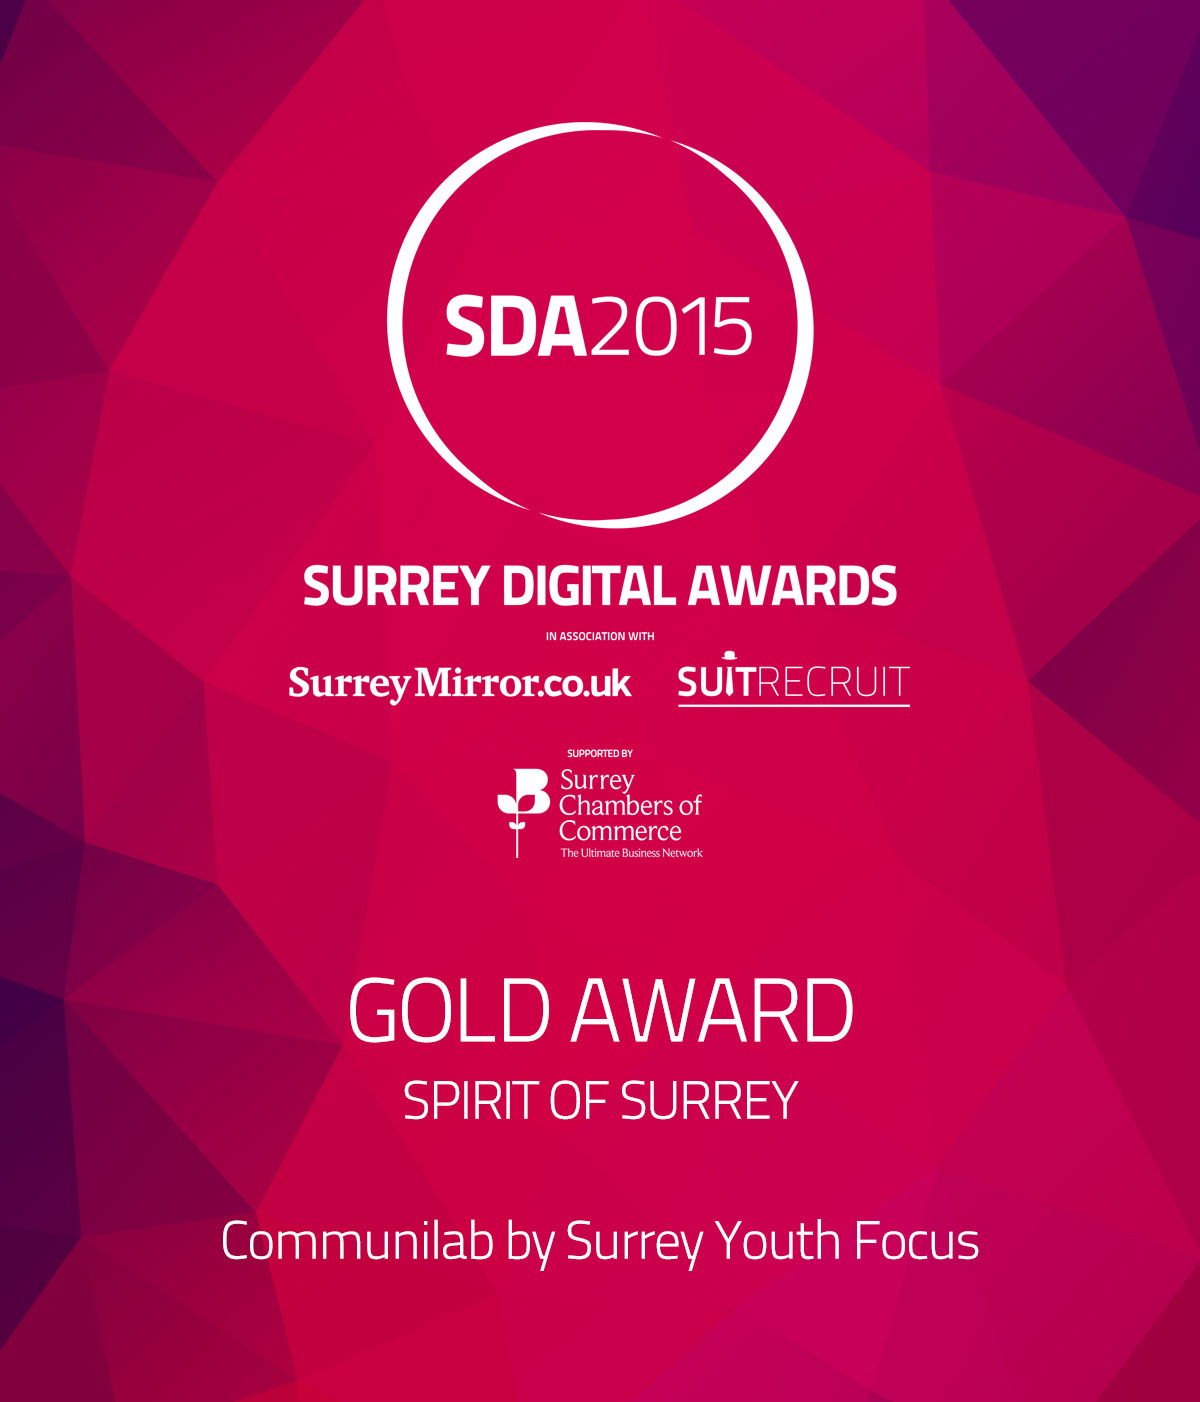 SDA2015
SURREY DIGITAL AWARDS
IN ASSOCIATION WITH
SurreyMirror.co.uk
SUITRECRUIT
SUPPORTED BY
Surrey
Chambers of
Commerce
The Ultimate Business Network
GOLD AWARD
SPIRIT OF SURREY
Communilab by Surrey Youth Focus